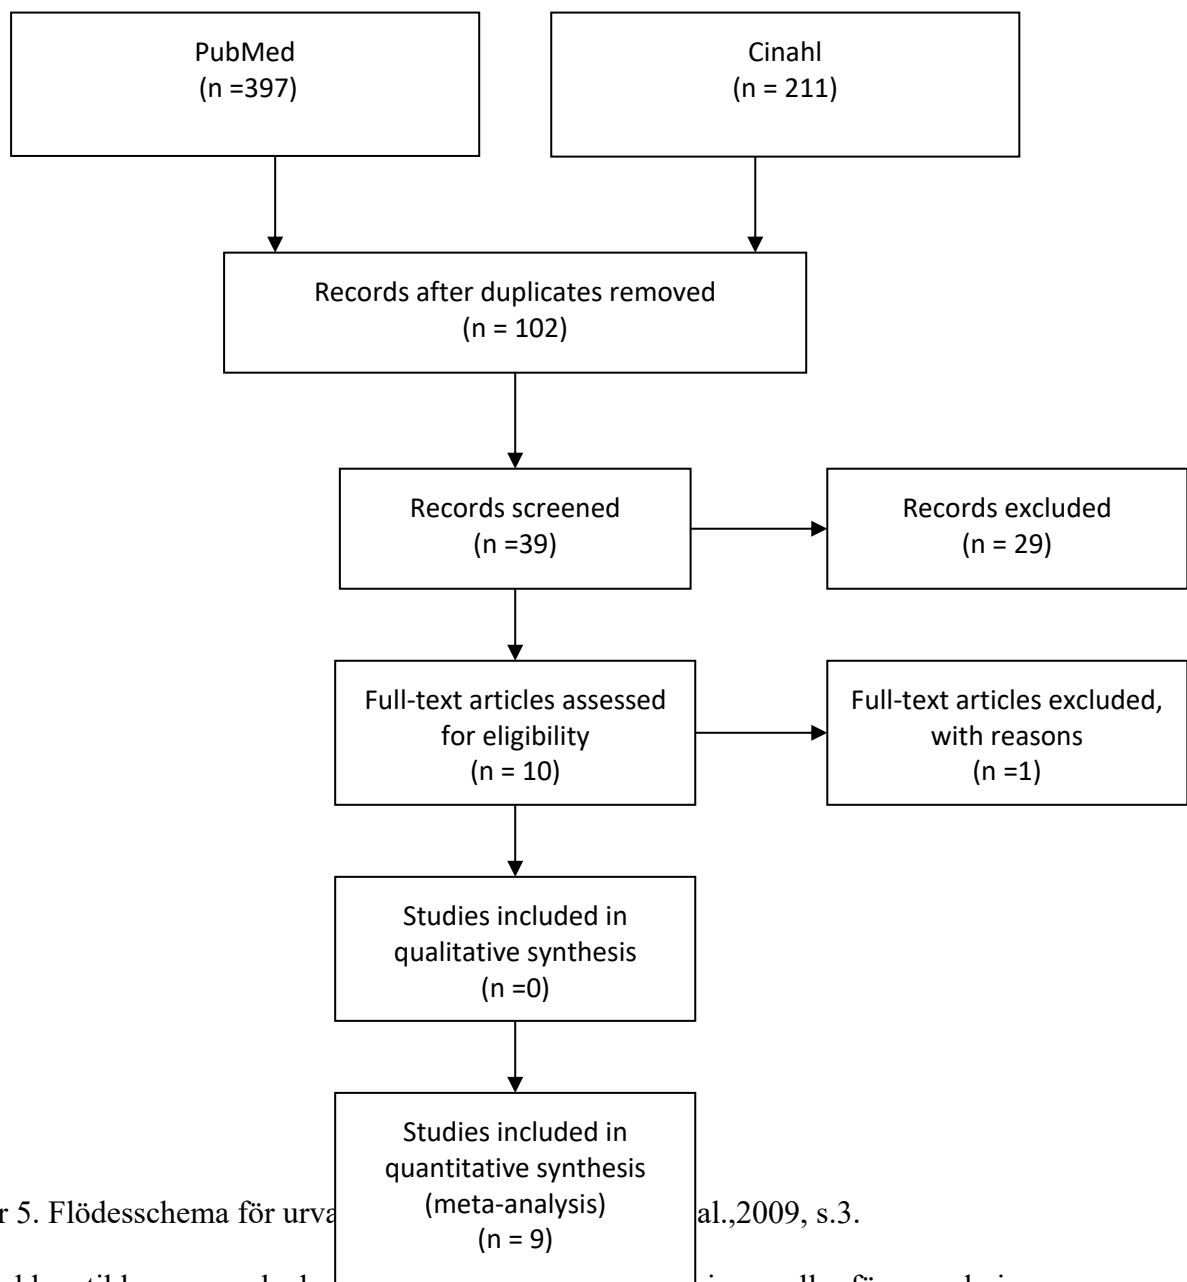 PubMed
(n =397)
Cinahl
(n = 211)
Records after duplicates removed
(n = 102)
Records screened
(n =39)
Records excluded
(n = 29)
Full-text articles assessed
for eligibility
(n = 10)
Full-text articles excluded,
with reasons
(n =1)
Studies included in
qualitative synthesis
(n =0)
Studies included in
quantitative synthesis
(meta-analysis)
(n = 9)
r 5. Flödesschema för urva al.,2009, s.3.